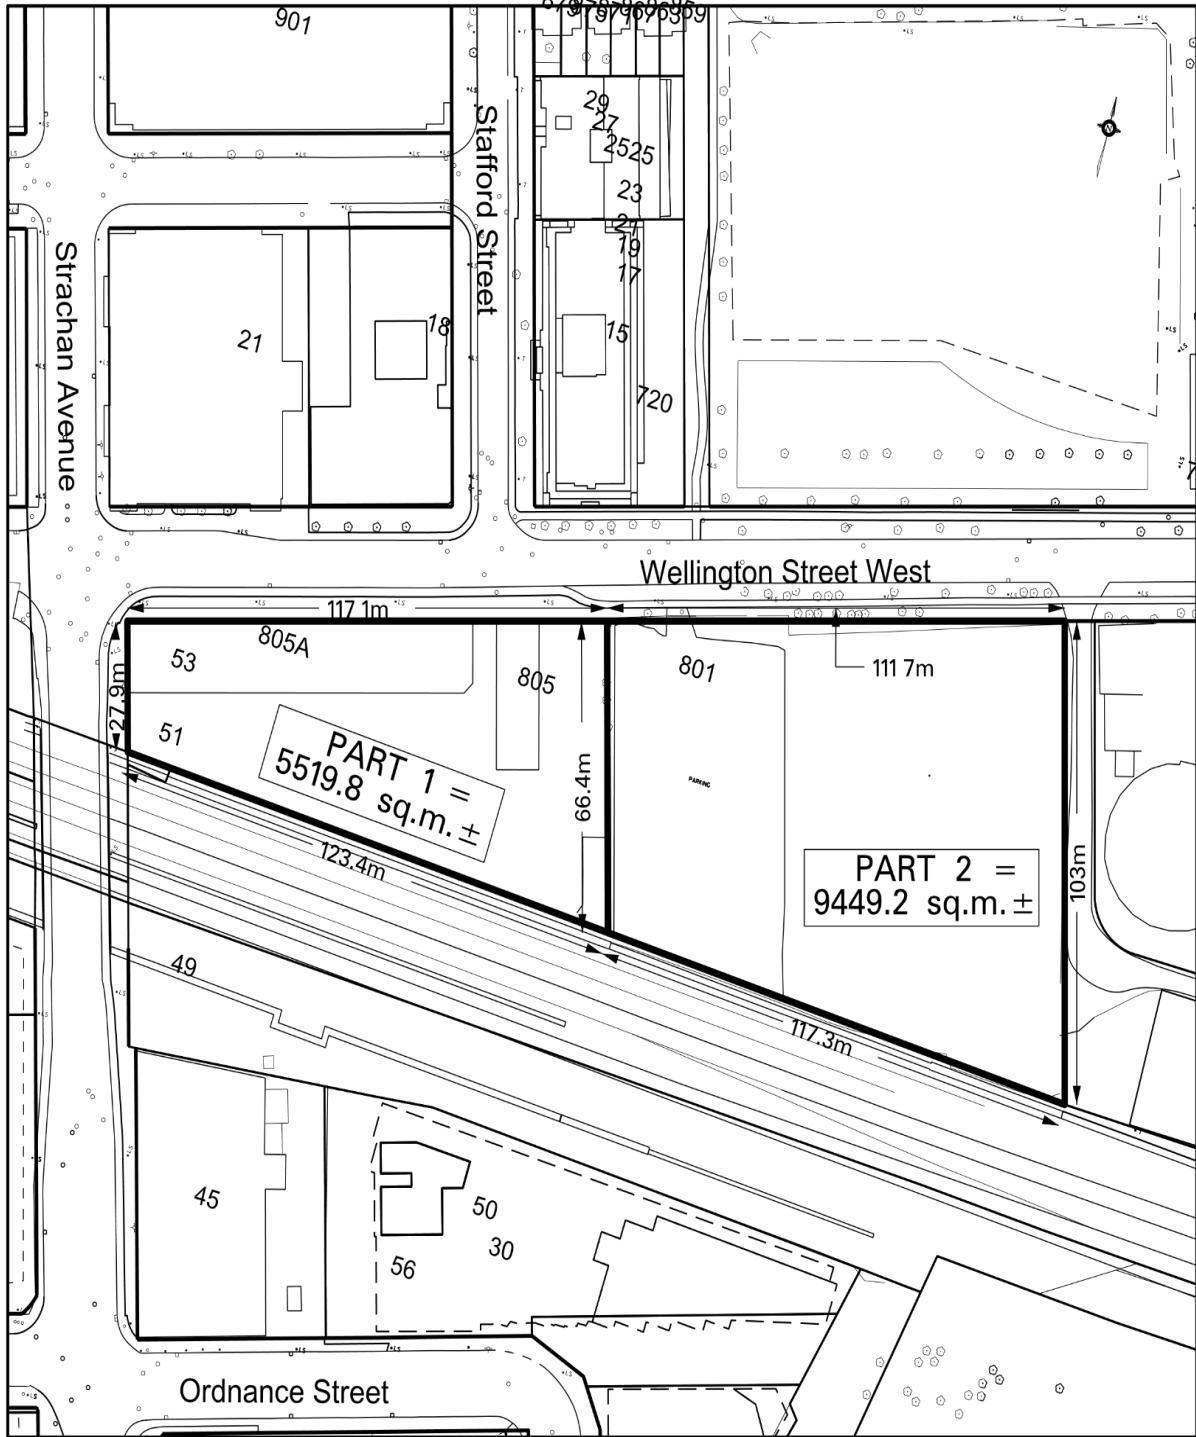 901
Stafford Street
29
27
2525
23
21
19
17
15
18
21
720
Strachan Avenue
Wellington Street West
117.1m
111 7m
805A
53
805
801
27.9m
51
PART 1 =
5519.8 sq.m. ±
66.4m
PARKING
PART 2 =
9449.2 sq.m. ±
103m
123.4m
117.3m
49
45
50
30
56
Ordnance Street